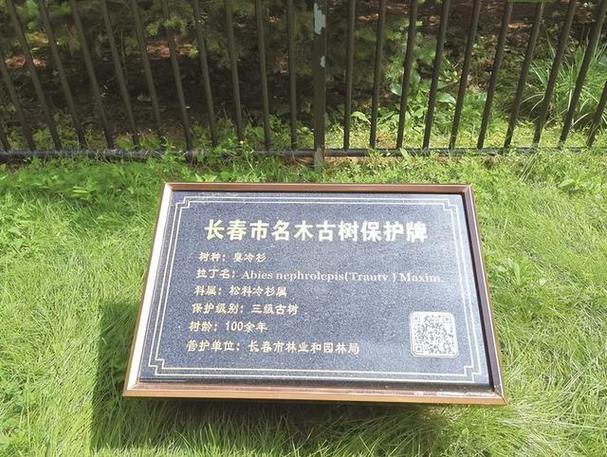 长春市名木古树保护牌
树种：臭冷杉
拉丁名：Abies nephrolepis(Trautv.) Maxim.
科属：松科冷杉属
保护级别：三级古树
树龄：100余年
管护单位：长春市林业和园林局